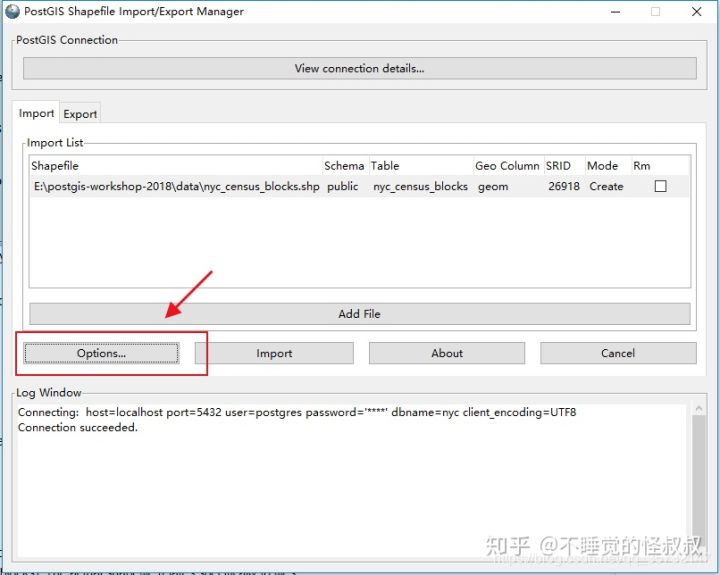 PostGIS Shapefile Import/Export Manager
PostGIS Connection
View connection details...
Import Export
Import List
Shapefile Schema Table Geo Column SRID Mode Rm
E:\postgis-workshop-2018\data\nyc_census_blocks.shp public nyc_census_blocks geom 26918 Create
Add File
Options... Import About Cancel
Log Window
Connecting: host=localhost port=5432 user=postgres password='****' dbname=nyc client_encoding=UTF8
Connection succeeded.
知乎 @不睡觉的怪叔叔